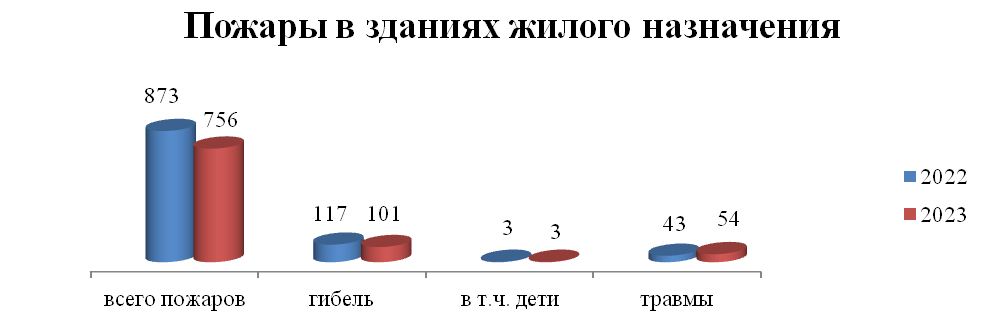 Пожары в зданиях жилого назначения
873
756
117
101
3
3
43
54
2022
2023
всего пожаров
гибель
в т.ч. дети
травмы